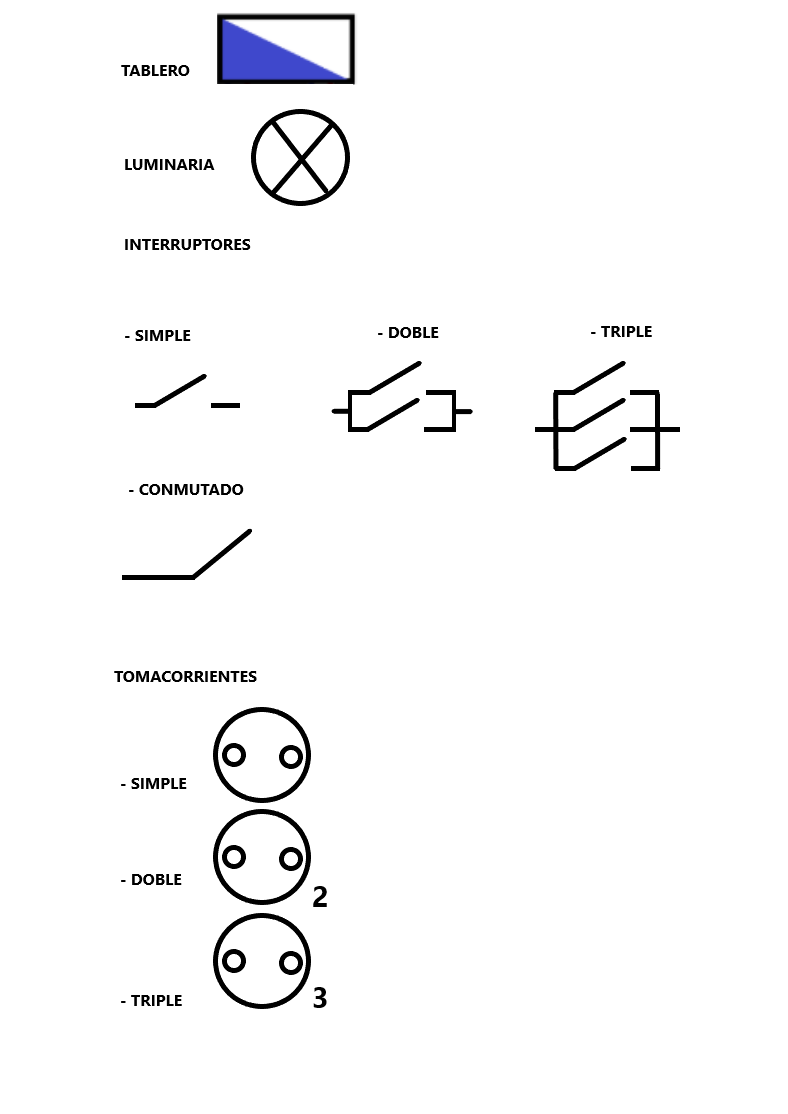 TABLERO
LUMINARIA
INTERRUPTORES
- SIMPLE
- DOBLE
- TRIPLE
- CONMUTADO
TOMACORRIENTES
- SIMPLE
- DOBLE
2
- TRIPLE
3